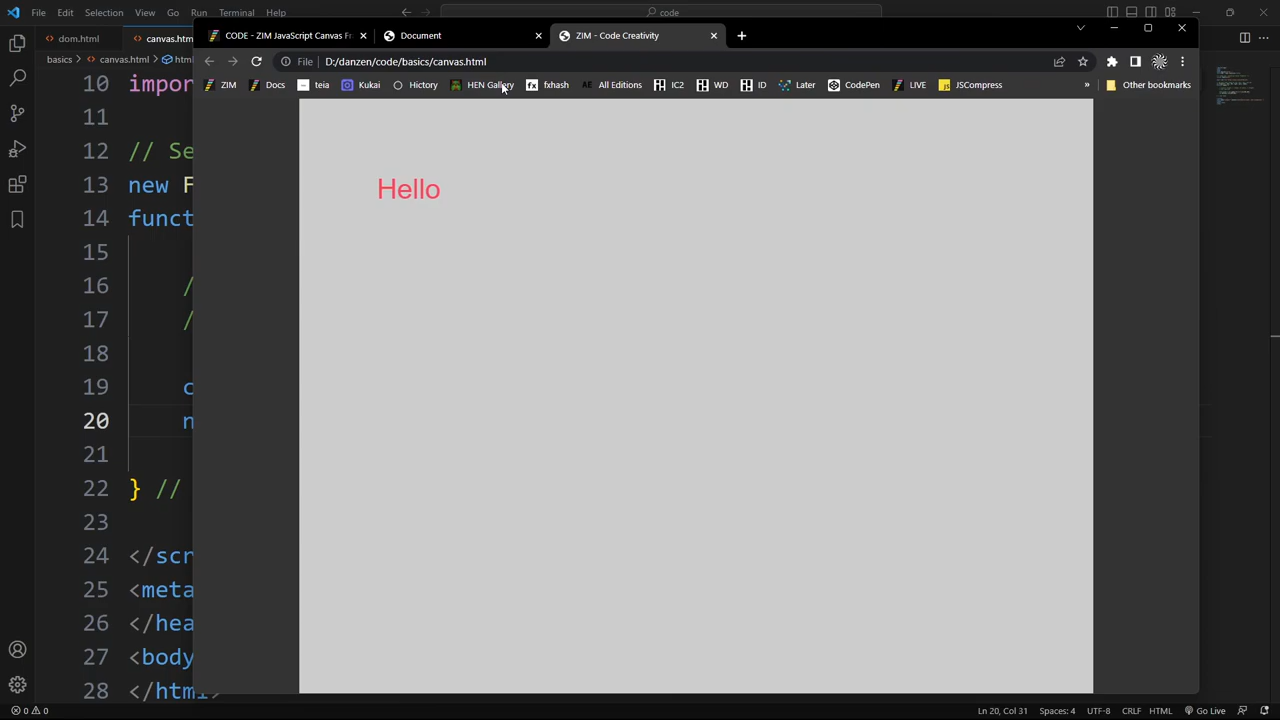 File Edit Selection View Go Run Terminal Help
code
dom.html
canvas.htm
basics > canvas.html > html
CODE - ZIM JavaScript Canvas Fr
Document
ZIM - Code Creativity
File D:/danzen/code/basics/canvas.html
ZIM Docs teia Kukai Hictory HEN Gallery fxhash All Editions IC2 WD ID Later CodePen LIVE JSCompress » Other bookmarks
Hello
10 impor
11
12 // Se
13 new F
14 funct
15
16 /
17 /
18
19 c
20 n
21
22 } //
23
24 </scr
25 <meta
26 </hea
27 <body
28 </html>
0 0
Ln 20, Col 31 Spaces: 4 UTF-8 CRLF HTML Go Live